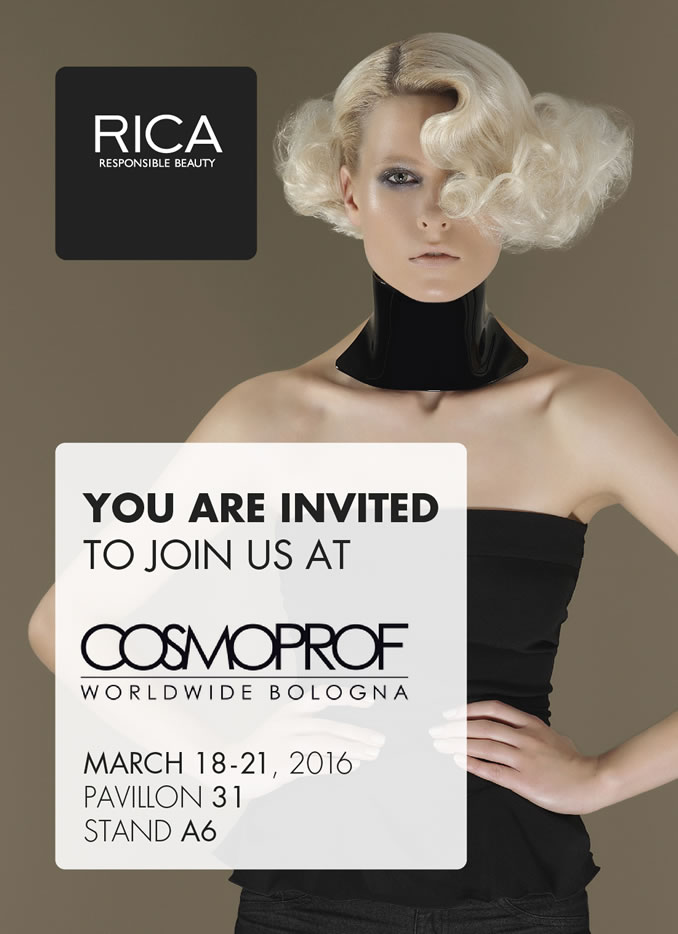 RICA
RESPONSIBLE BEAUTY
YOU ARE INVITED
TO JOIN US AT
COSMOPROF
WORLDWIDE BOLOGNA
MARCH 18-21, 2016
PAVILLON 31
STAND A6